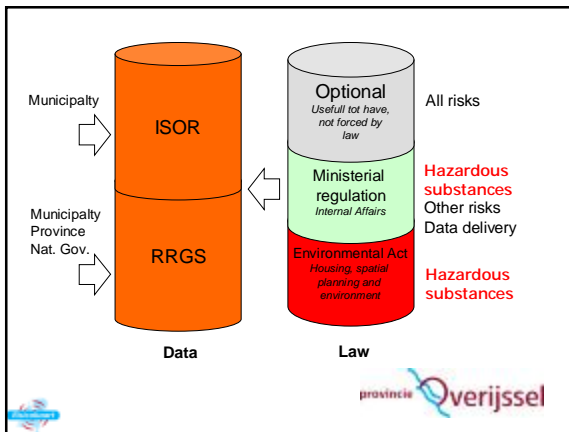 Municipalty
ISOR
Municipalty
Province
Nat. Gov.
RRGS
Data
Optional
Usefull tot have,
not forced by
law
Ministerial
regulation
Internal Affairs
Environmental Act
Housing, spatial
planning and
environment
Law
All risks
Hazardous
substances
Other risks
Data delivery
Hazardous
substances
provincie Overijssel